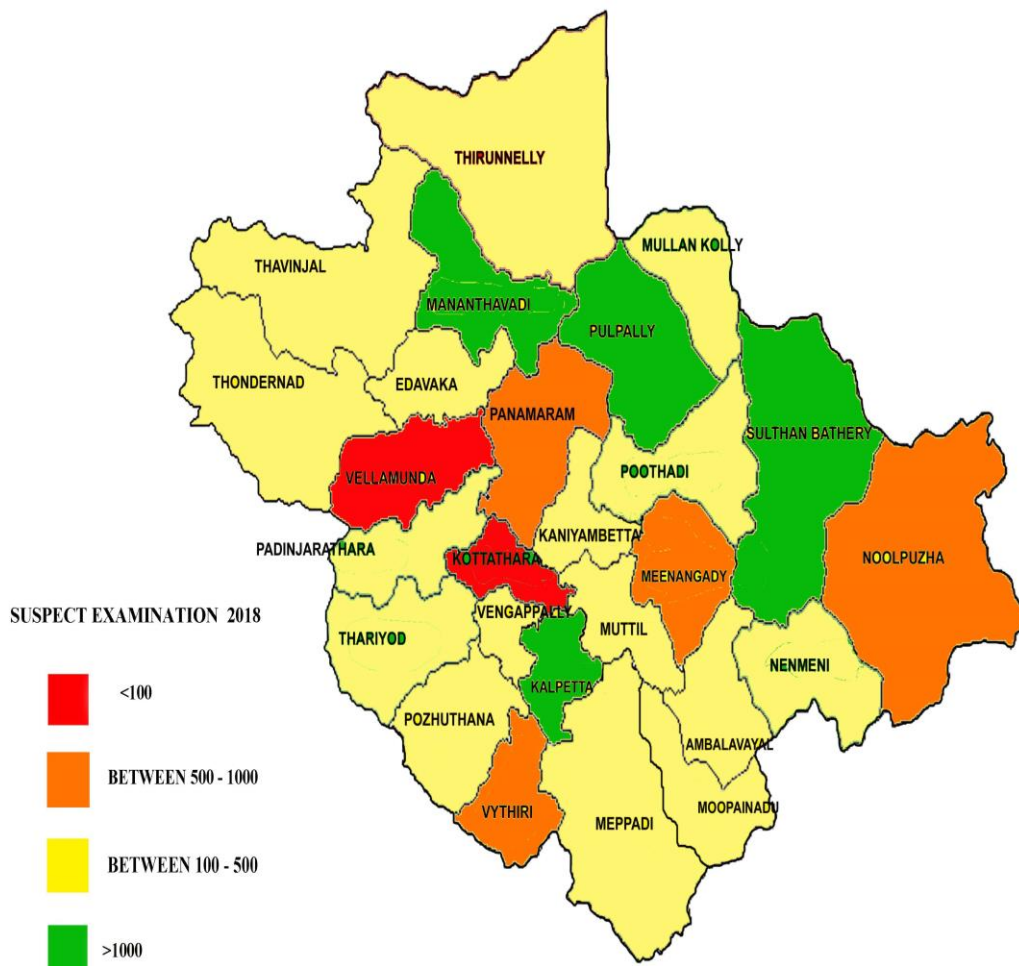 THIRUNNELLY
MULLAN KOLLY
THAVINJAL
MANANTHAVADI
PULPALLY
THONDERNAD
EDAVAKA
PANAMARAM
SULTHAN BATHERY
POOTHADI
VELLAMUNDA
KANIYAMBETTA
PADINJARATHARA
KOTTATHARA
NOOLPUZHA
MEENANGADY
VENGAPPALLY
SUSPECT EXAMINATION 2018
THARIYOD
MUTTIL
NENMENI
KALPETTA
<100
POZHUTHANA
AMBALAVAYAL
BETWEEN 500 - 1000
MOOPAINADU
VYTHIRI
MEPPADI
BETWEEN 100 - 500
>1000